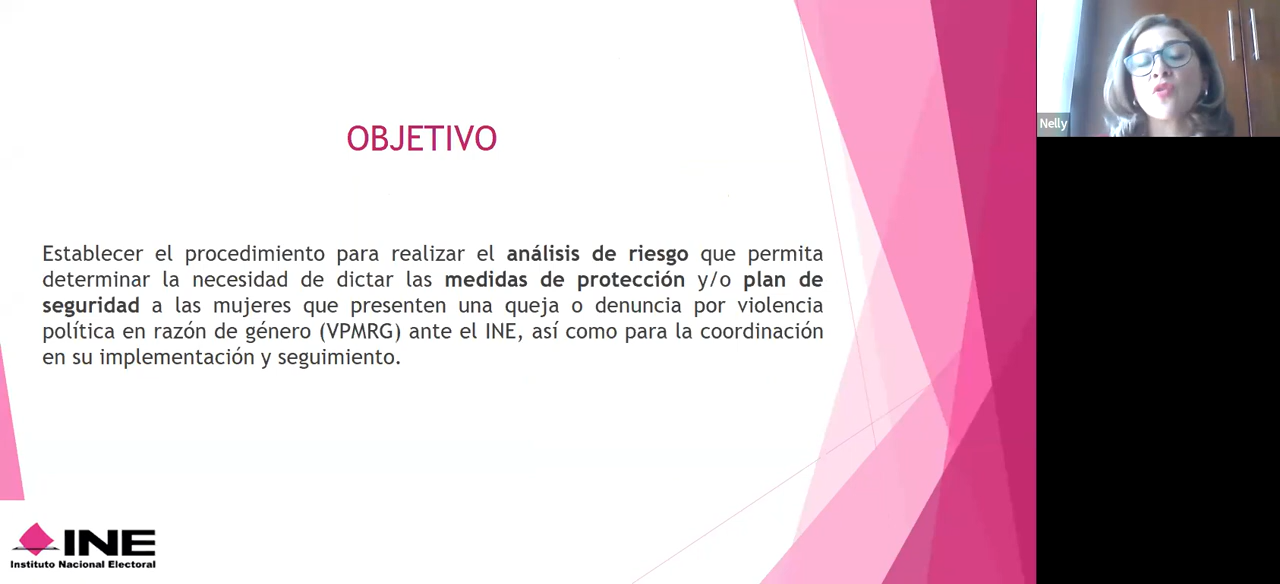 OBJETIVO
Establecer el procedimiento para realizar el análisis de riesgo que permita
determinar la necesidad de dictar las medidas de protección y/o plan de
seguridad a las mujeres que presenten una queja o denuncia por violencia
política en razón de género (VPMRG) ante el INE, así como para la coordinación
en su implementación y seguimiento.
INE
Instituto Nacional Electoral
Nelly